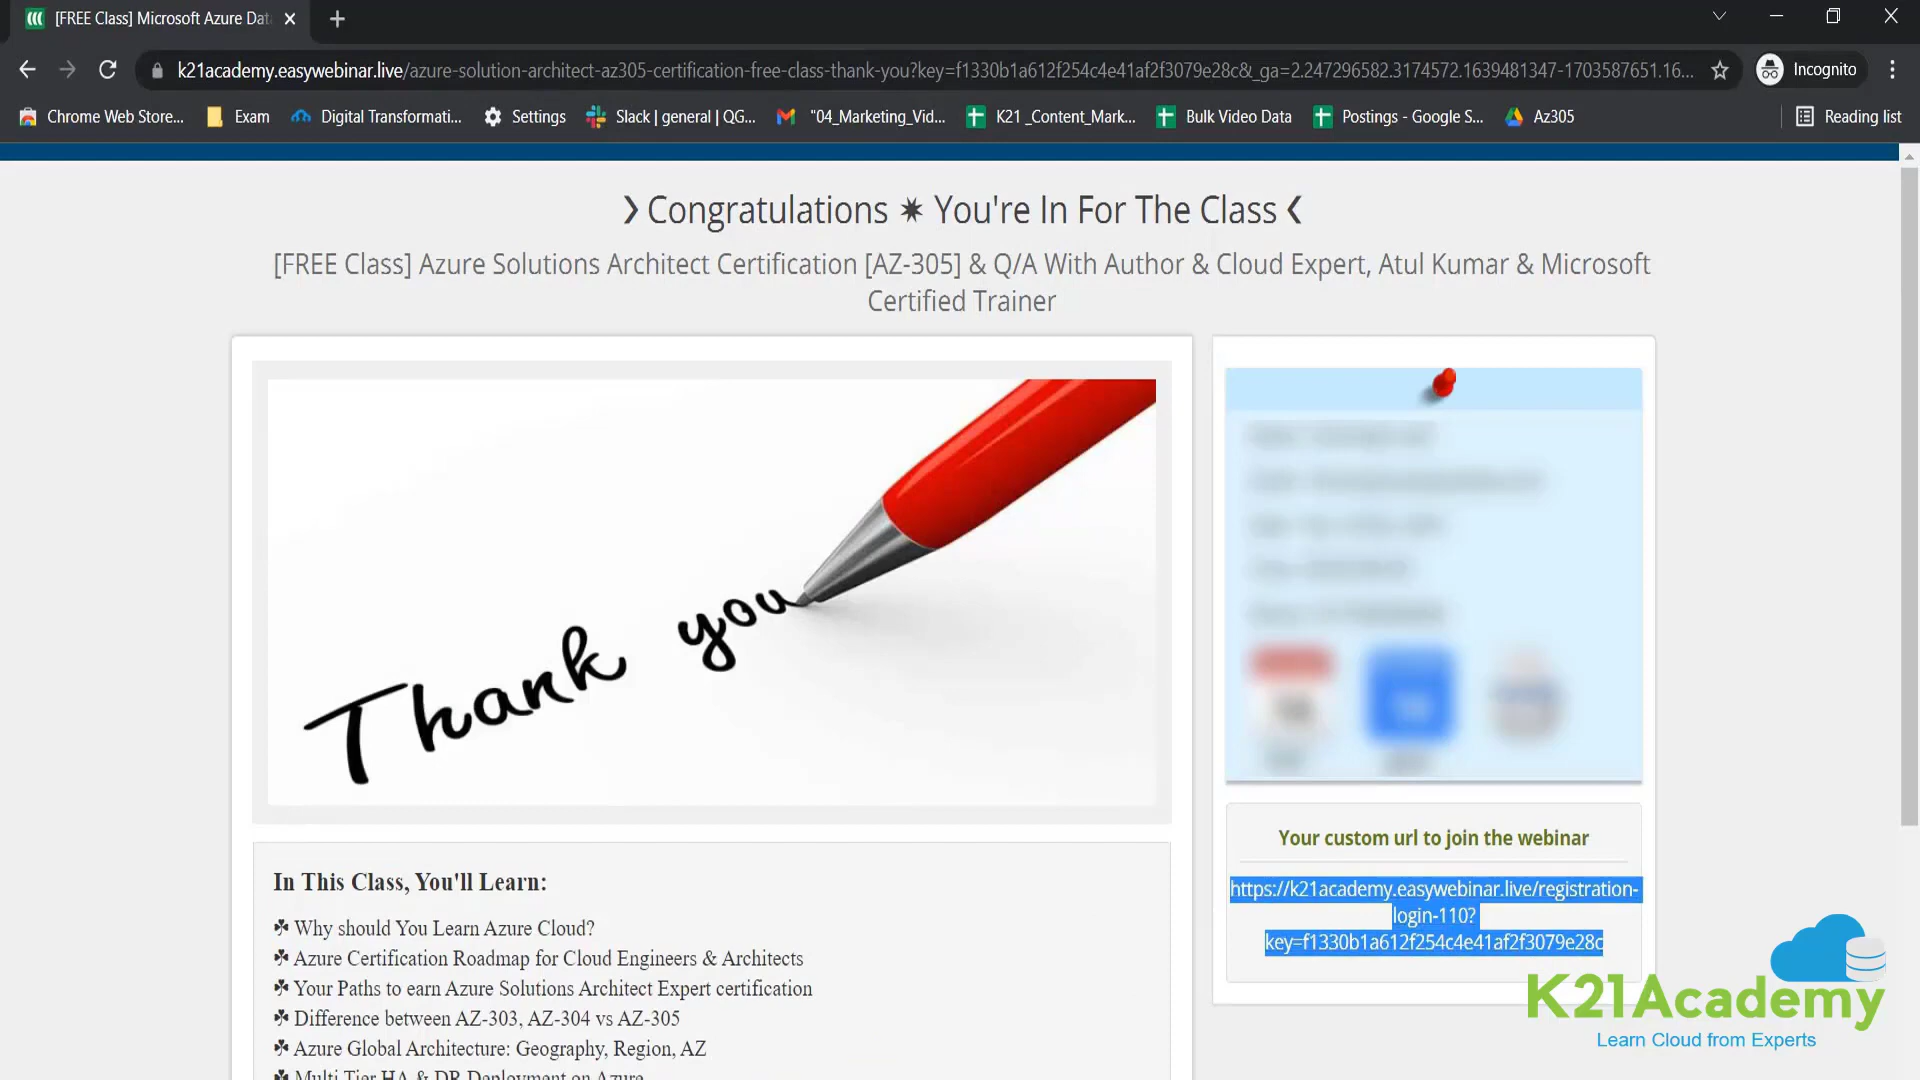 [FREE Class] Microsoft Azure Dat
k21academy.easywebinar.live/azure-solution-architect-az305-certification-free-class-thank-you?key=f1330b1a612f254c4e41af2f3079e28c&_ga=2.247296582.3174572.1639481347-1703587651.16...
Incognito
Chrome Web Store...
Exam
Digital Transformati...
Settings
Slack | general | QG...
"04_Marketing_Vid...
K21 _Content_Mark...
Bulk Video Data
Postings - Google S...
Az305
Reading list
❯ Congratulations ✷ You're In For The Class ❮
[FREE Class] Azure Solutions Architect Certification [AZ-305] & Q/A With Author & Cloud Expert, Atul Kumar & Microsoft
Certified Trainer
Thank you
In This Class, You'll Learn:
☘ Why should You Learn Azure Cloud?
☘ Azure Certification Roadmap for Cloud Engineers & Architects
☘ Your Paths to earn Azure Solutions Architect Expert certification
☘ Difference between AZ-303, AZ-304 vs AZ-305
☘ Azure Global Architecture: Geography, Region, AZ
☘ Multi Tier HA & DR Deployment on Azure
Your custom url to join the webinar
https://k21academy.easywebinar.live/registration-
login-110?
key=f1330b1a612f254c4e41af2f3079e28c
K21Academy
Learn Cloud from Experts